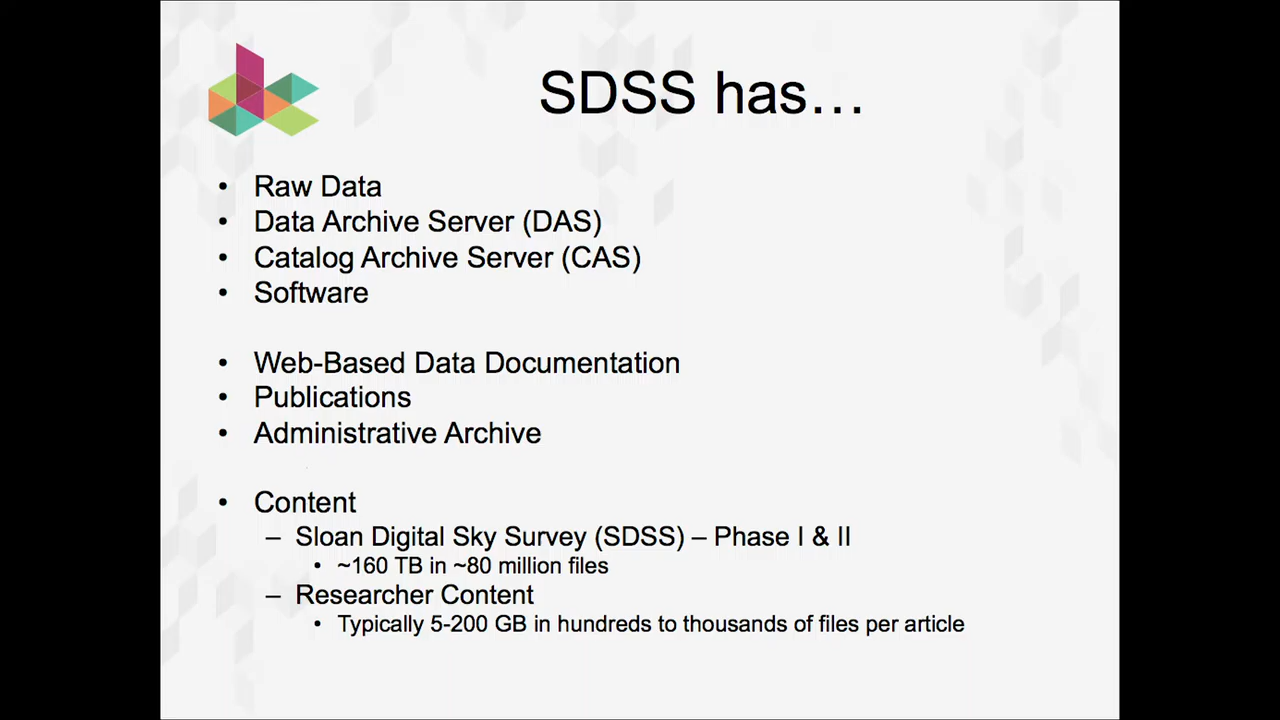 SDSS has…
• Raw Data
• Data Archive Server (DAS)
• Catalog Archive Server (CAS)
• Software
• Web-Based Data Documentation
• Publications
• Administrative Archive
• Content
– Sloan Digital Sky Survey (SDSS) – Phase I & II
• ~160 TB in ~80 million files
– Researcher Content
• Typically 5-200 GB in hundreds to thousands of files per article